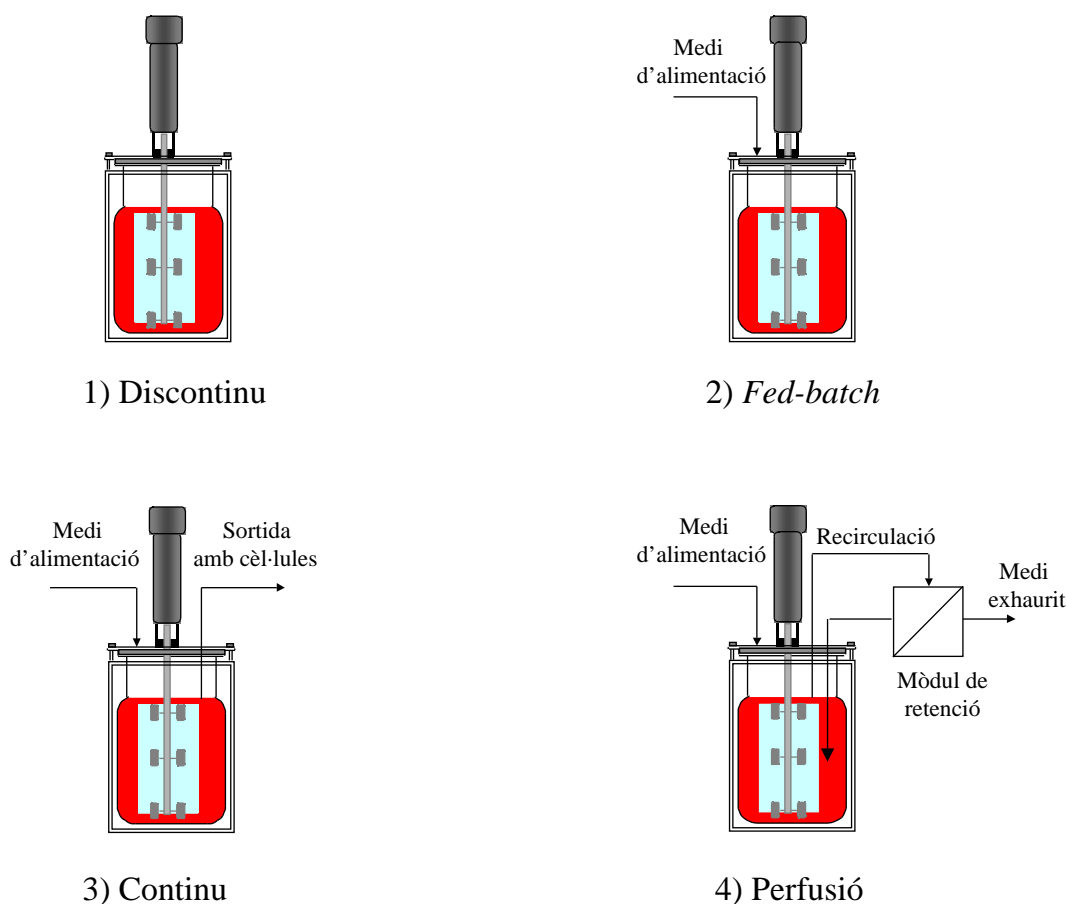 Medi
d’alimentació
1) Discontinu
2) Fed-batch
Medi
d’alimentació
Sortida
amb cèl·lules
Medi
d’alimentació
Recirculació
Medi
exhaurit
Mòdul de
retenció
3) Continu
4) Perfusió